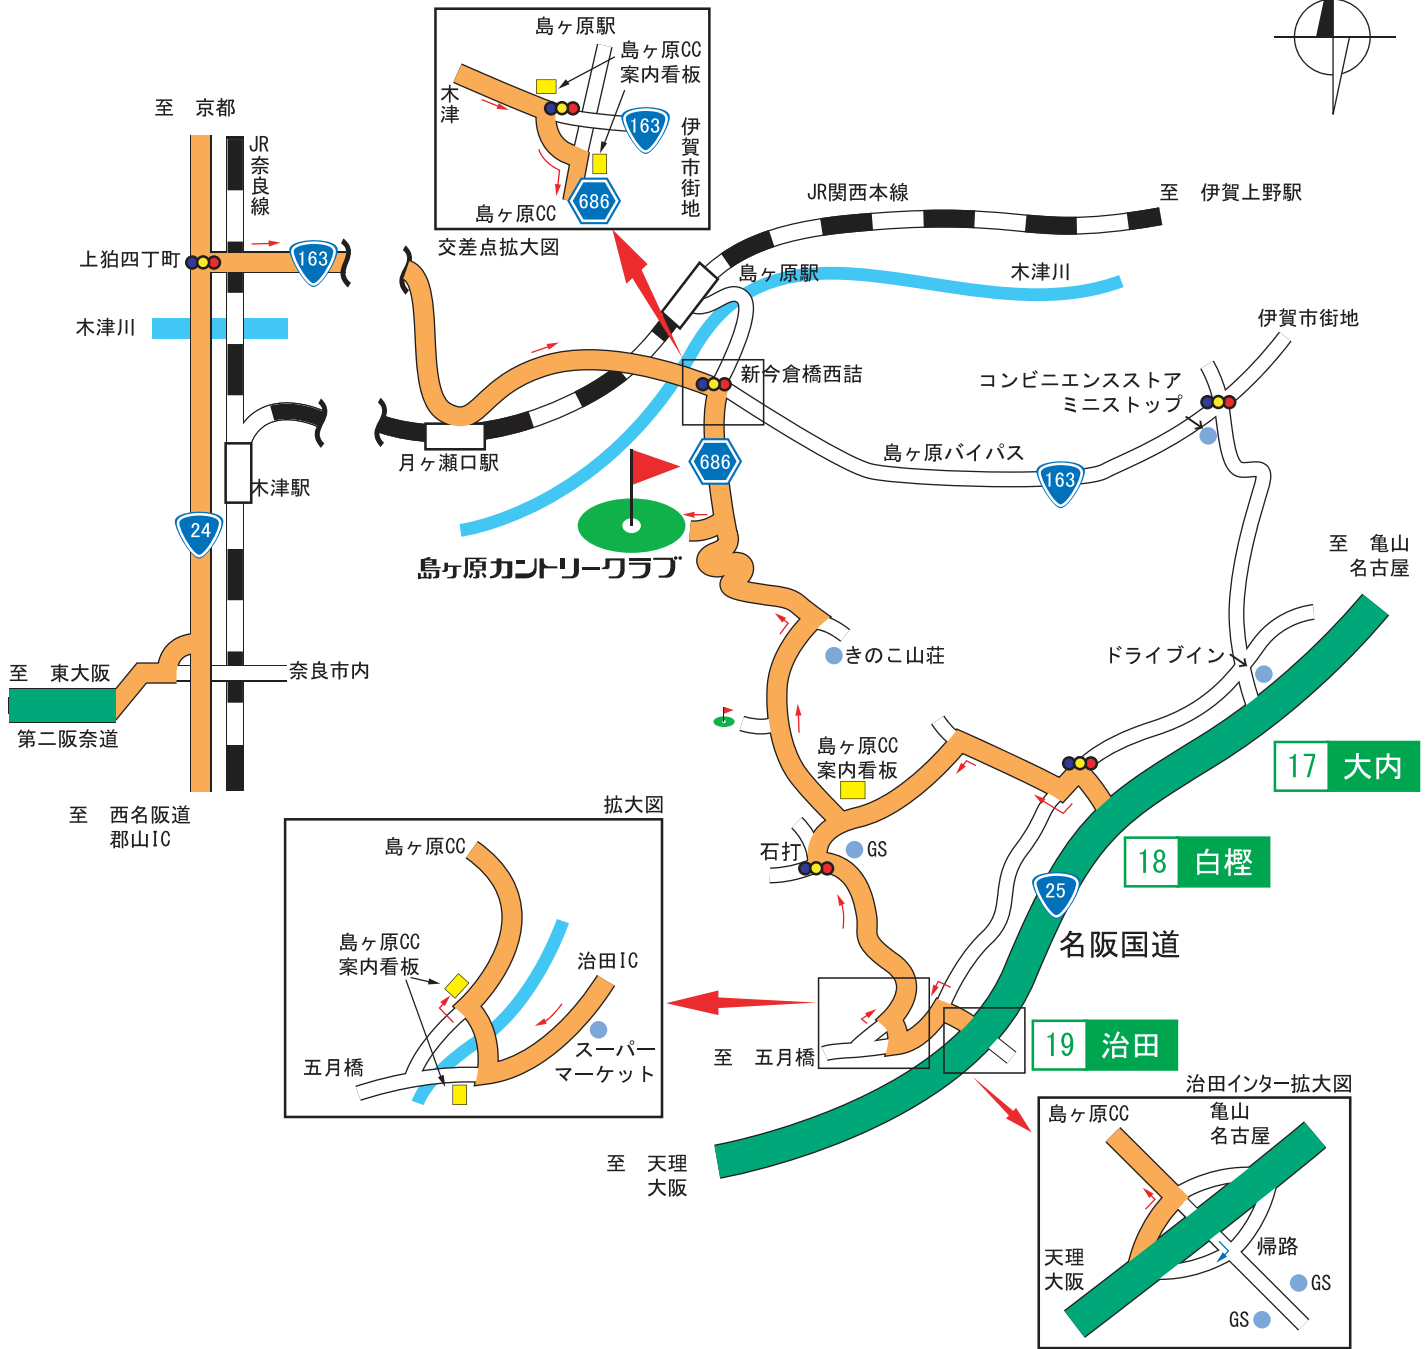 島ヶ原駅
島ヶ原CC
案内看板
木津
163
伊賀市街地
島ヶ原CC
686
交差点拡大図
至　京都
JR奈良線
上狛四丁町
163
木津川
木津駅
24
至　東大阪
第二阪奈道
奈良市内
至　西名阪道
郡山IC
JR関西本線
至　伊賀上野駅
島ヶ原駅
木津川
新今倉橋西詰
伊賀市街地
コンビニエンスストア
ミニストップ
島ヶ原バイパス
163
月ヶ瀬口駅
686
島ヶ原カントリークラブ
至　亀山
名古屋
きのこ山荘
ドライブイン
島ヶ原CC
案内看板
17 大内
18 白樫
石打
GS
25
名阪国道
19 治田
至　五月橋
至　天理
大阪
拡大図
島ヶ原CC
島ヶ原CC
案内看板
治田IC
スーパー
マーケット
五月橋
治田インター拡大図
島ヶ原CC
亀山
名古屋
天理
大阪
帰路
GS
GS